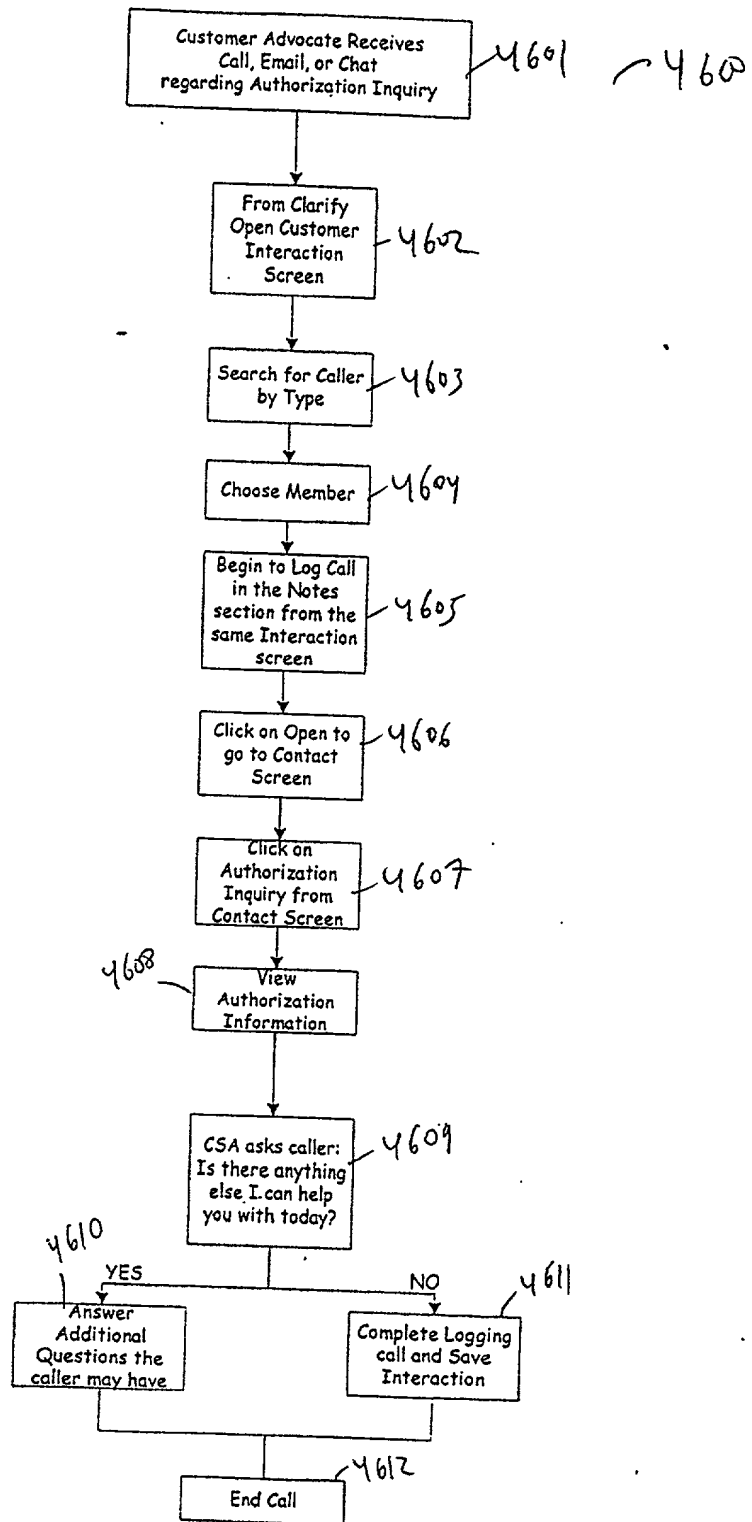 Customer Advocate Receives
Call, Email, or Chat
regarding Authorization Inquiry
4601
4600
From Clarify
Open Customer
Interaction
Screen
4602
Search for Caller
by Type
4603
Choose Member
4604
Begin to Log Call
in the Notes
section from the
same Interaction
screen
4605
Click on Open to
go to Contact
Screen
4606
Click on
Authorization
Inquiry from
Contact Screen
4607
4608
View
Authorization
Information
CSA asks caller:
Is there anything
else I can help
you with today?
4609
4610
YES
NO
4611
Answer
Additional
Questions the
caller may have
Complete Logging
call and Save
Interaction
4612
End Call